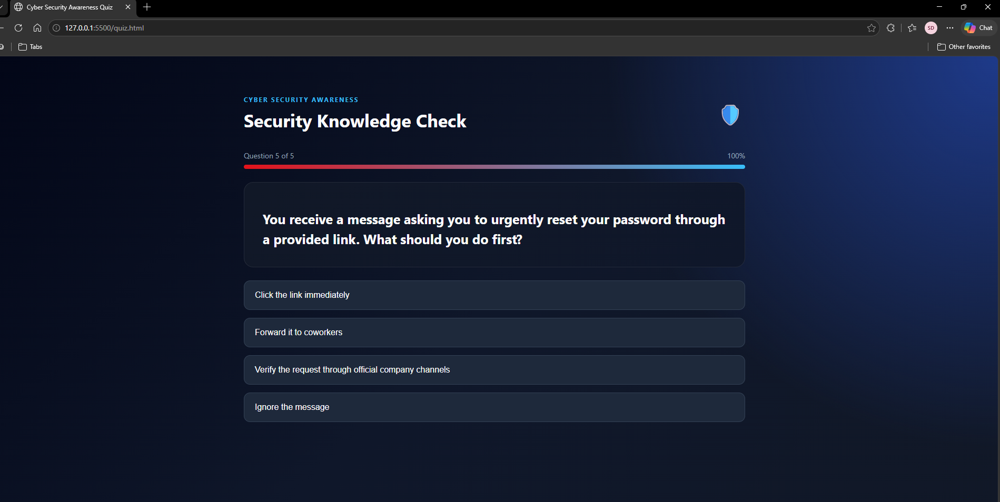 Cyber Security Awareness Quiz
127.0.0.1:5500/quiz.html
SD
Chat
Tabs
Other favorites
CYBER SECURITY AWARENESS
Security Knowledge Check
Question 5 of 5
100%
You receive a message asking you to urgently reset your password through
a provided link. What should you do first?
Click the link immediately
Forward it to coworkers
Verify the request through official company channels
Ignore the message